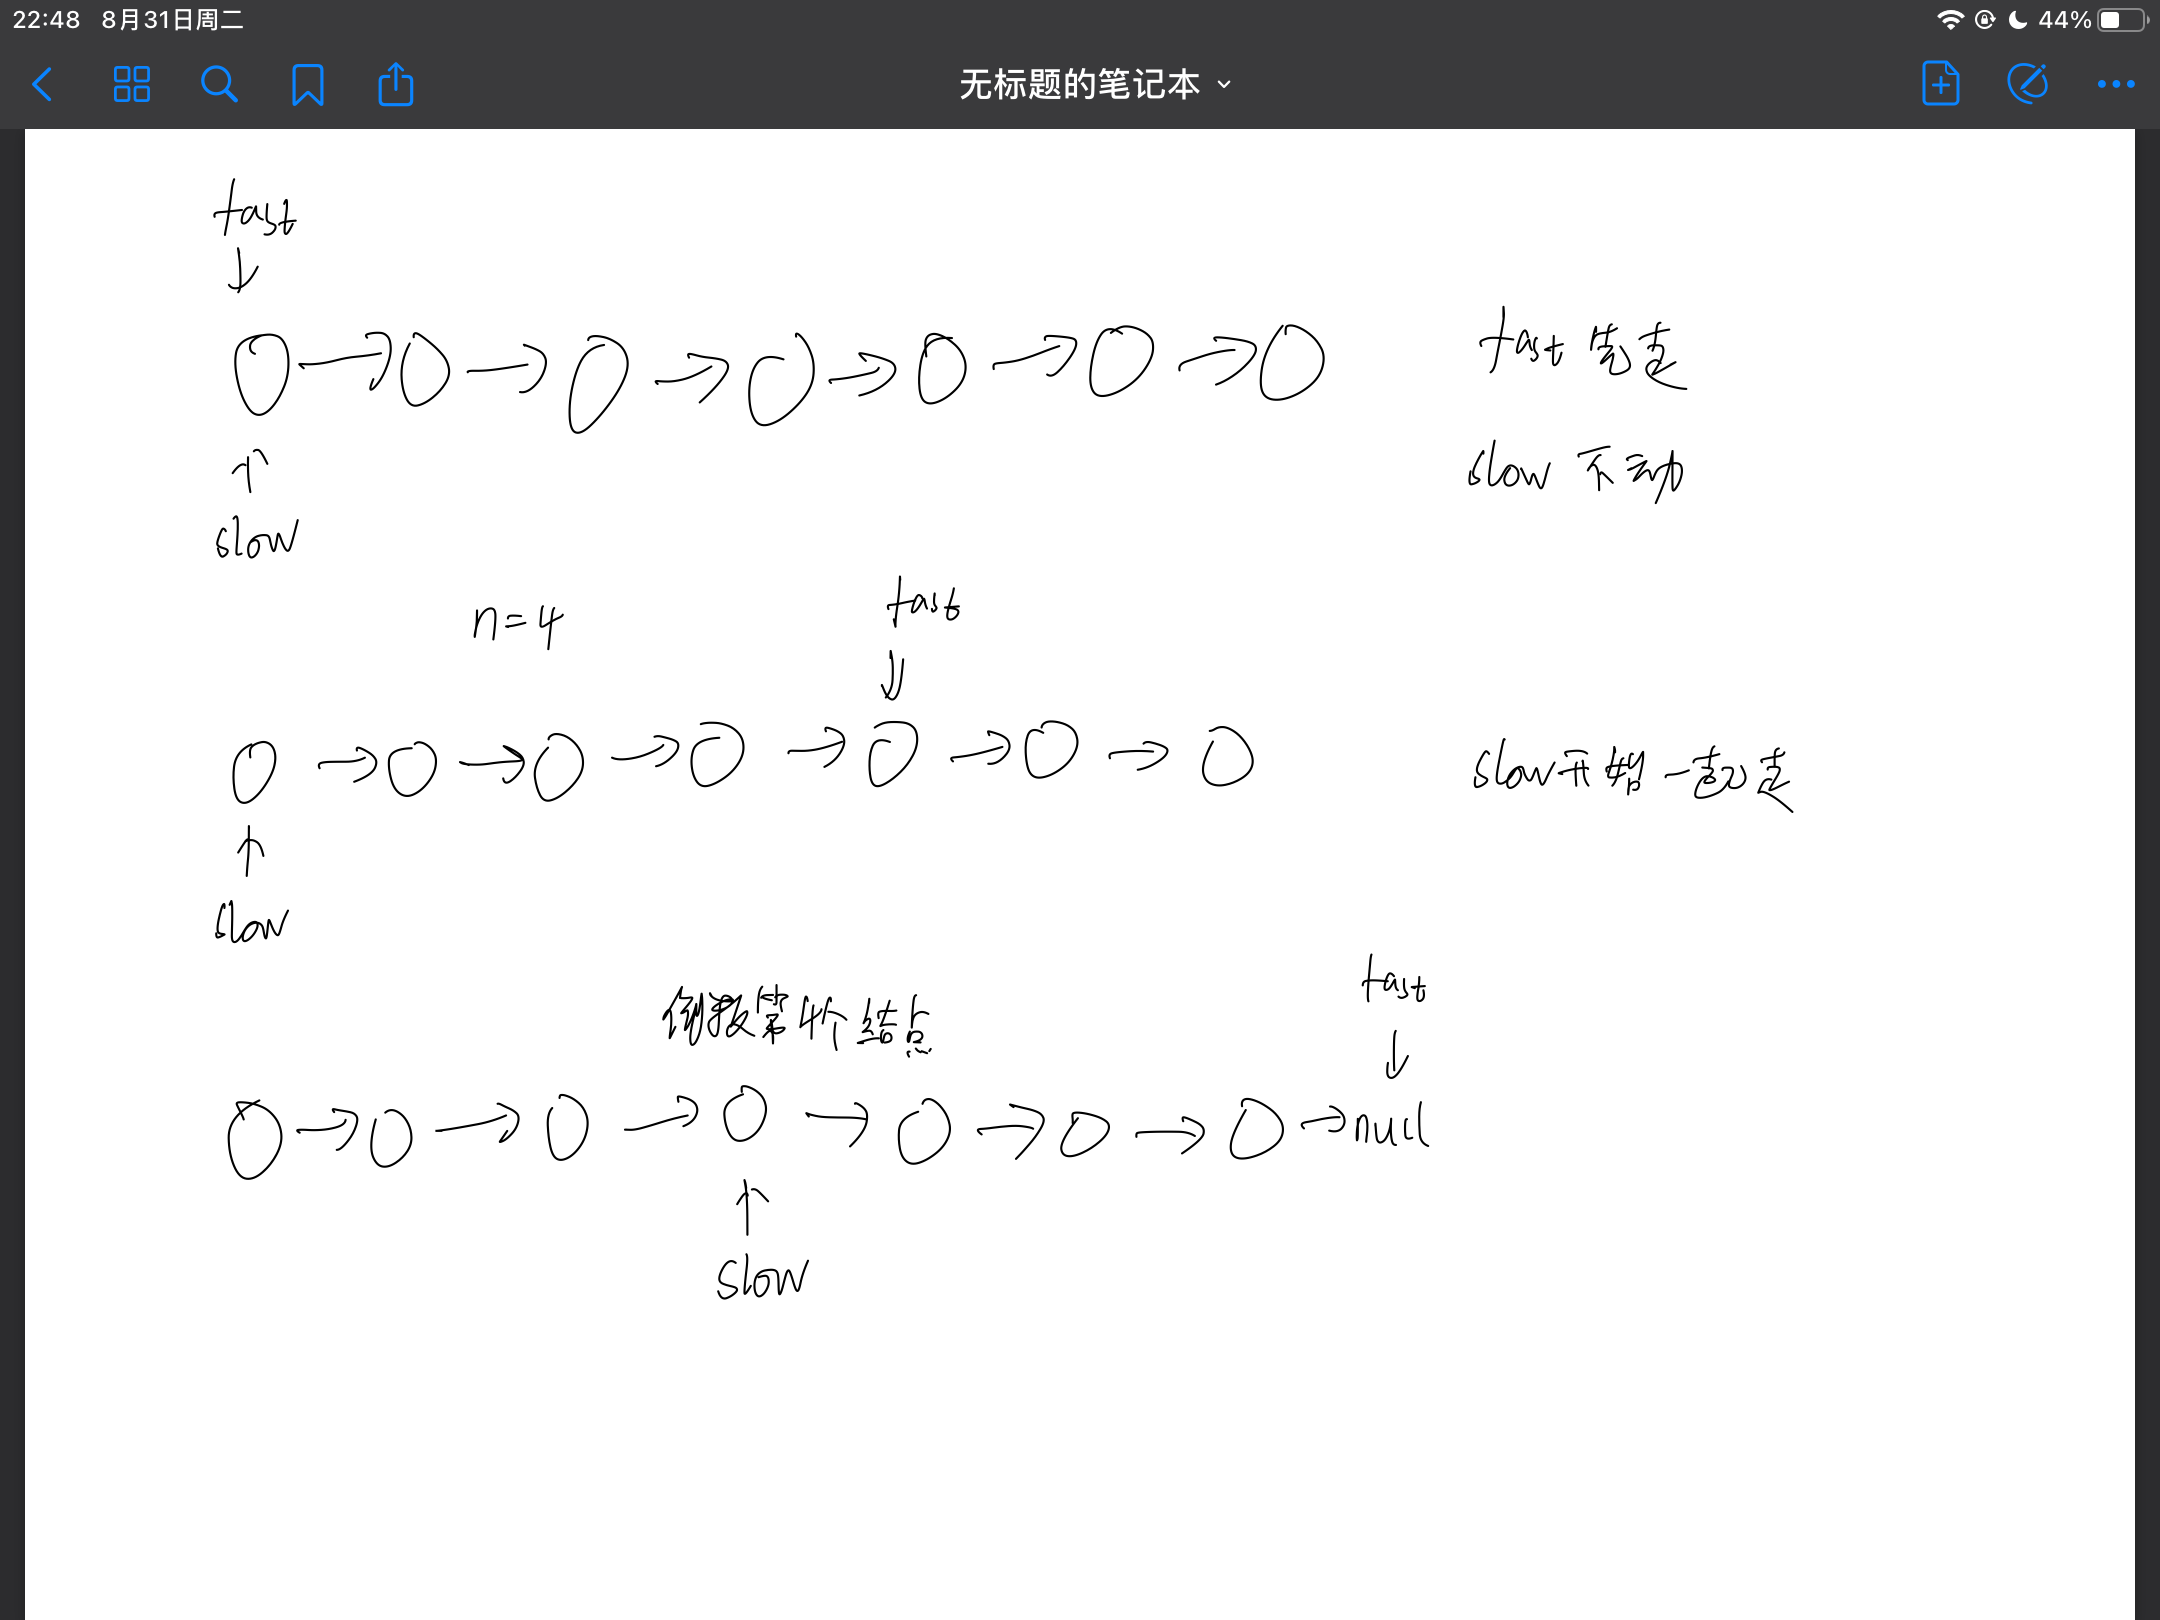 22:48 8月31日周二 44%
无标题的笔记本
fast
fast 先走
slow 不动
slow
n=4
fast
slow开始一起走
slow
fast
倒数第4个结点
null
slow